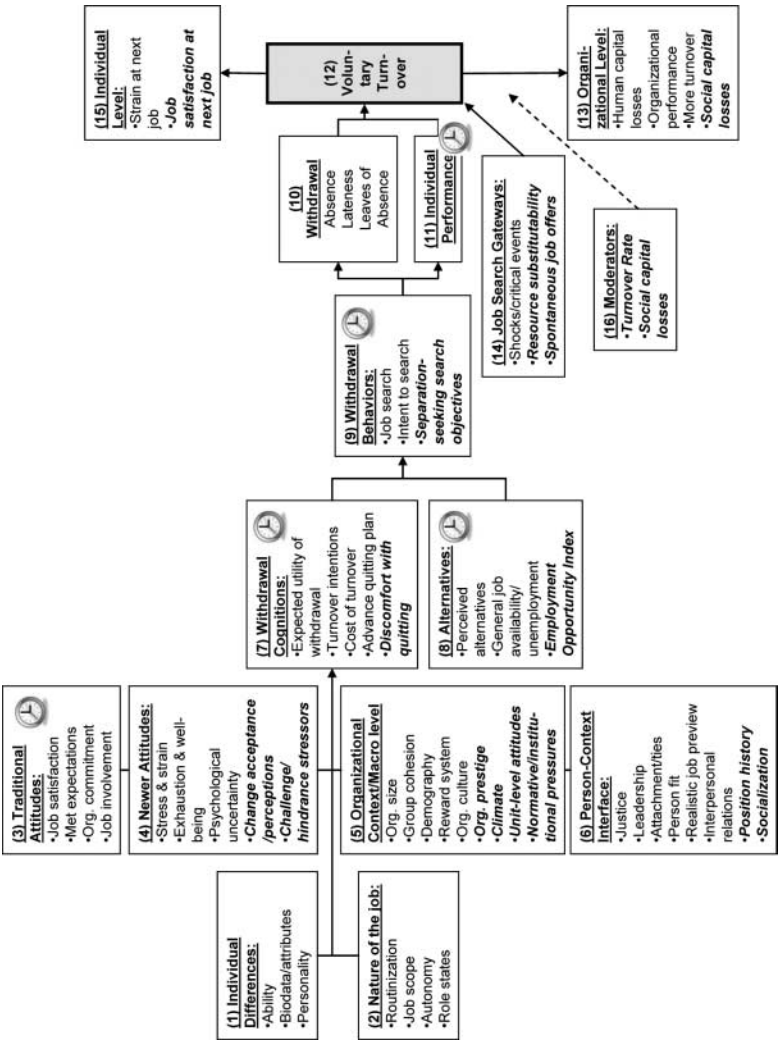 (1) Individual
Differences:
•Ability
•Biodata/attributes
•Personality
(2) Nature of the job:
•Routinization
•Job scope
•Autonomy
•Role states
(3) Traditional
Attitudes:
•Job satisfaction
•Met expectations
•Org. commitment
•Job involvement
(4) Newer Attitudes:
•Stress & strain
•Exhaustion & well-
being
•Psychological
uncertainty
•Change acceptance
/perceptions
•Challenge/
hindrance stressors
(5) Organizational
Context/Macro level
•Org. size
•Group cohesion
•Demography
•Reward system
•Org. culture
•Org. prestige
•Climate
•Unit-level attitudes
•Normative/institu-
tional pressures
(6) Person-Context
Interface:
•Justice
•Leadership
•Attachment/ties
•Person fit
•Realistic job preview
•Interpersonal
relations
•Position history
•Socialization
(7) Withdrawal
Cognitions:
•Expected utility of
withdrawal
•Turnover intentions
•Cost of turnover
•Advance quitting plan
•Discomfort with
quitting
(8) Alternatives:
•Perceived
alternatives
•General job
availability/
unemployment
•Employment
Opportunity Index
(9) Withdrawal
Behaviors:
•Job search
•Intent to search
•Separation-
seeking search
objectives
(10)
Withdrawal
Absence
Lateness
Leaves of
Absence
(11) Individual
Performance
(12)
Volun-
tary
Turn-
over
(13) Organi-
zational Level:
•Human capital
losses
•Organizational
performance
•More turnover
•Social capital
losses
(14) Job Search Gateways:
•Shocks/critical events
•Resource substitutability
•Spontaneous job offers
(15) Individual
Level:
•Strain at next
job
•Job
satisfaction at
next job
(16) Moderators:
•Turnover Rate
•Social capital
losses